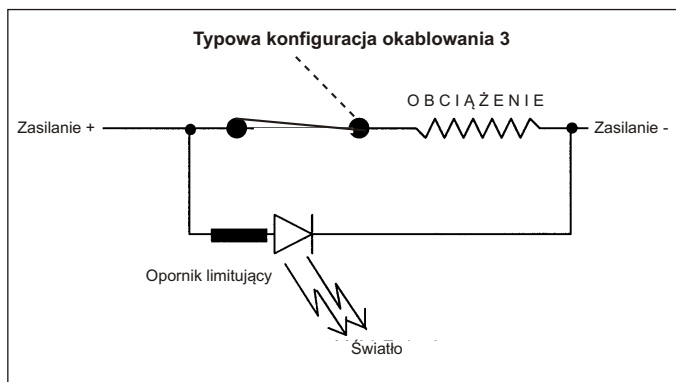 Typowa konfiguracja okablowania 3
OBCIĄŻENIE
Zasilanie +
Zasilanie -
Opornik limitujący
Światło